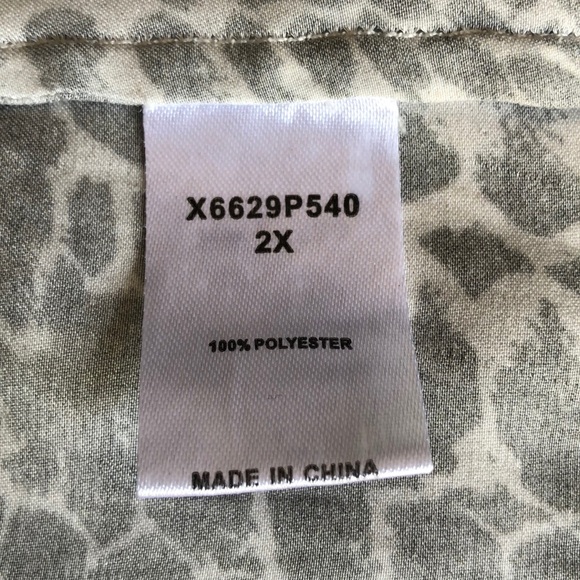 X6629P540
2X
100% POLYESTER
MADE IN CHINA